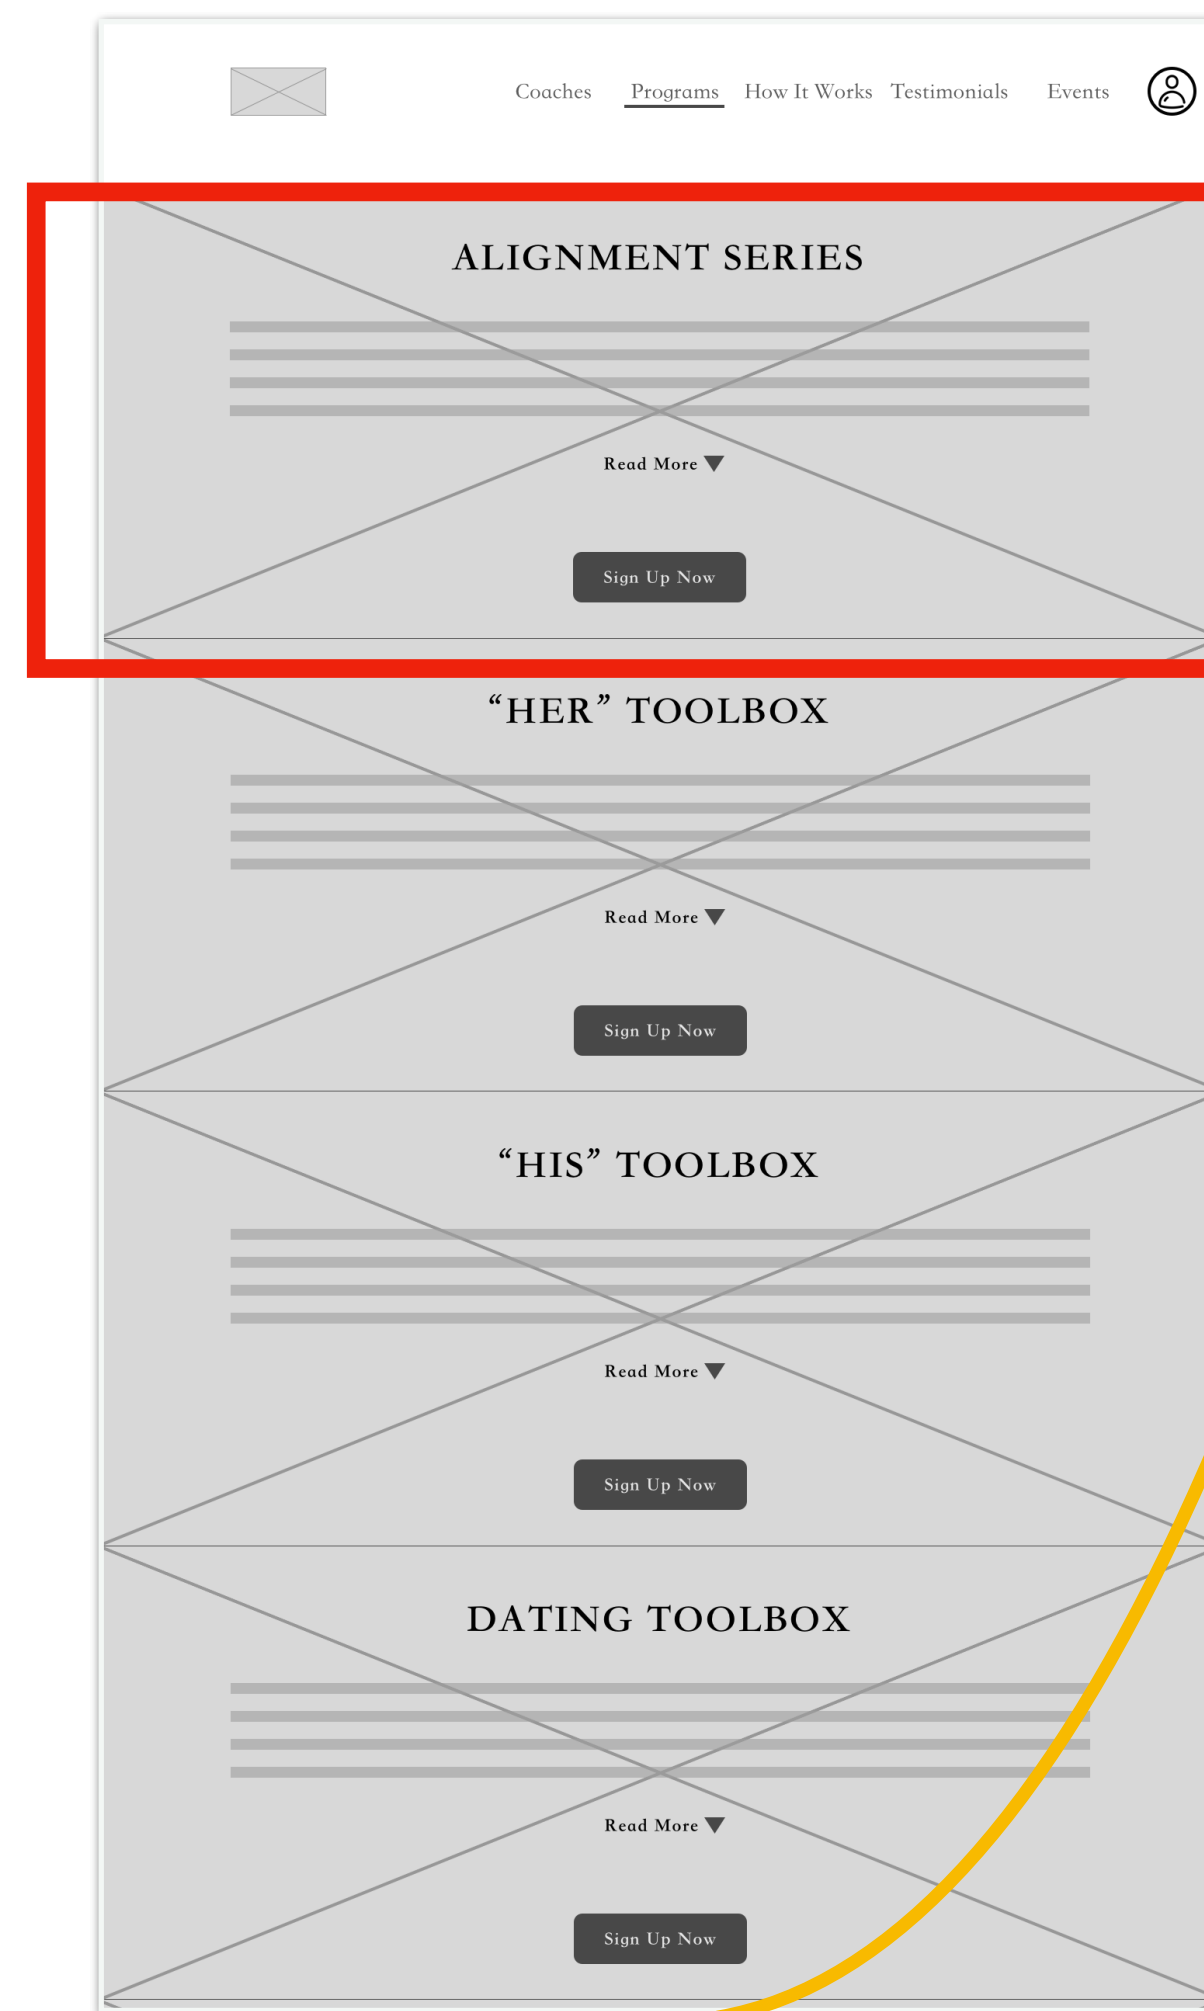 Coaches Programs How It Works Testimonials Events
ALIGNMENT SERIES
Read More
Sign Up Now
“HER” TOOLBOX
Read More
Sign Up Now
“HIS” TOOLBOX
Read More
Sign Up Now
DATING TOOLBOX
Read More
Sign Up Now